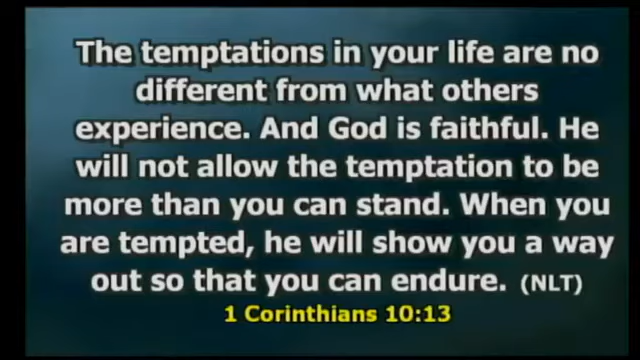 The temptations in your life are no
different from what others
experience. And God is faithful. He
will not allow the temptation to be
more than you can stand. When you
are tempted, he will show you a way
out so that you can endure. (NLT)
1 Corinthians 10:13